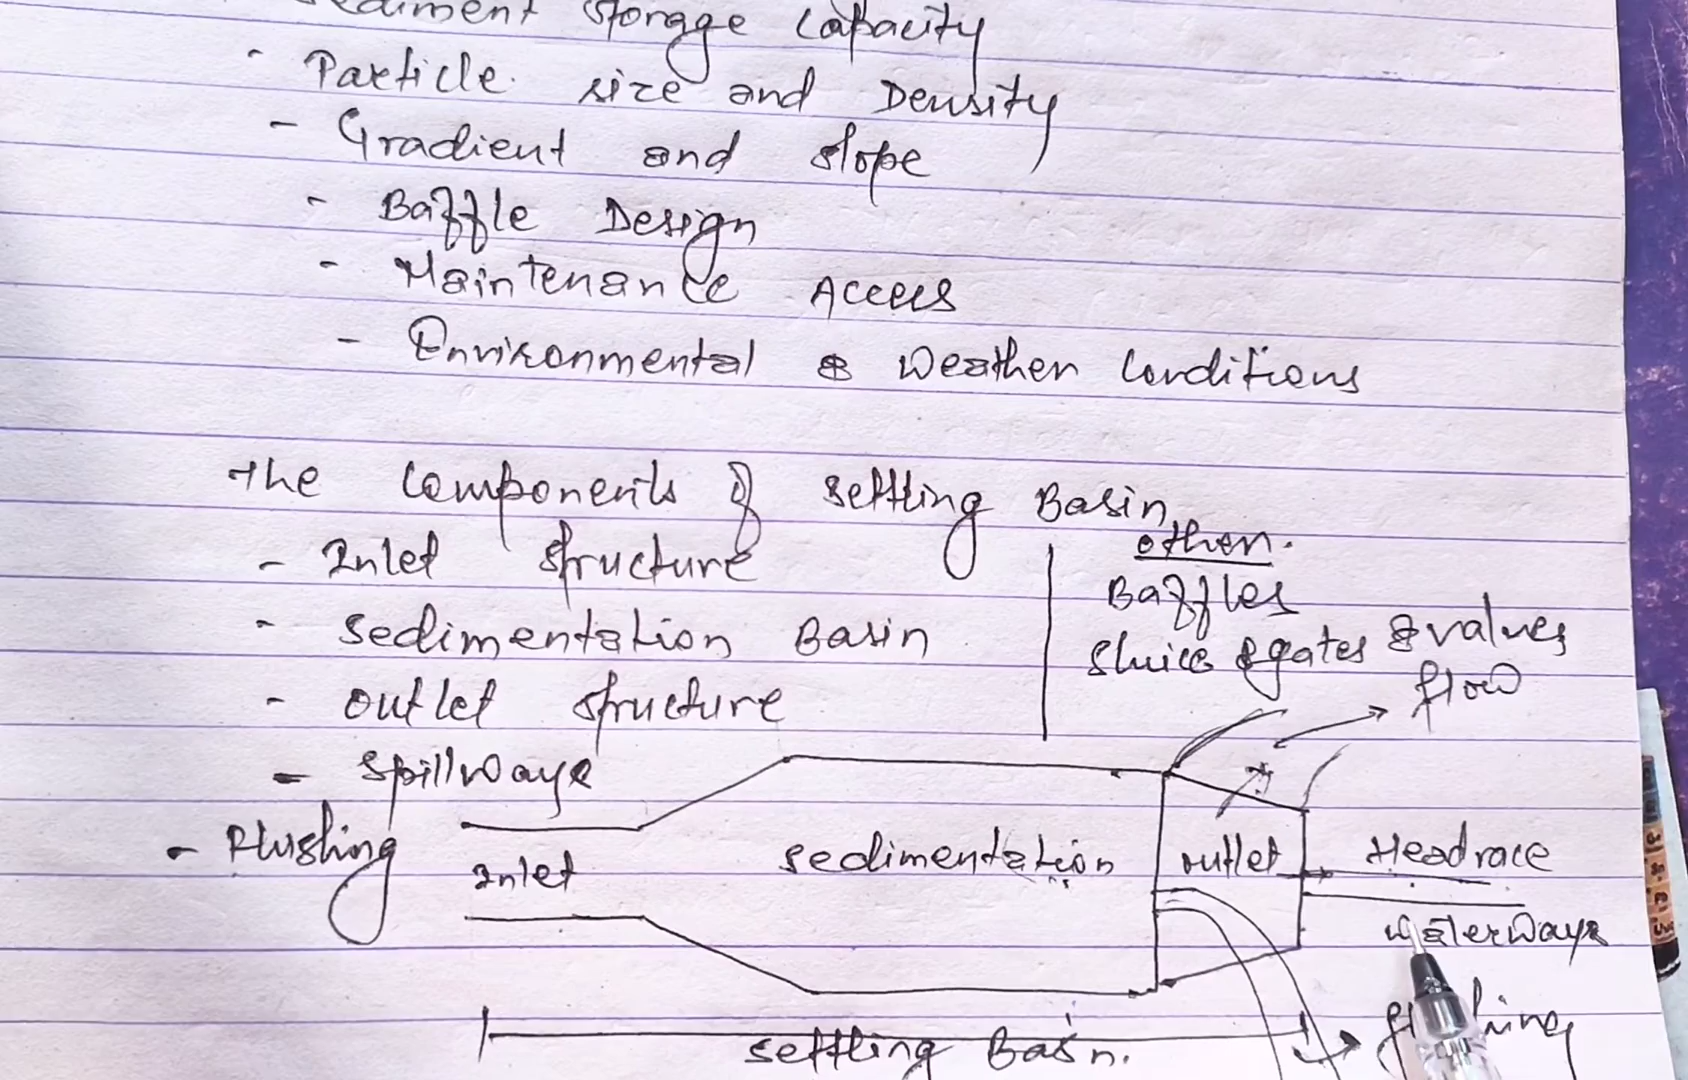 Sediment Storage Capacity
- Particle size and Density
- Gradient and slope
- Baffle Design
- Maintenance Access
- Environmental & Weather Conditions
The Components of Settling Basin
- Inlet structure
- Sedimentation Basin
- Outlet structure
- Spillways
- Flushing
other.
Baffles
Sluice & gates & valves
flow
Inlet
sedimentation
outlet
Headrace
waterways
flushing
Settling Basin.